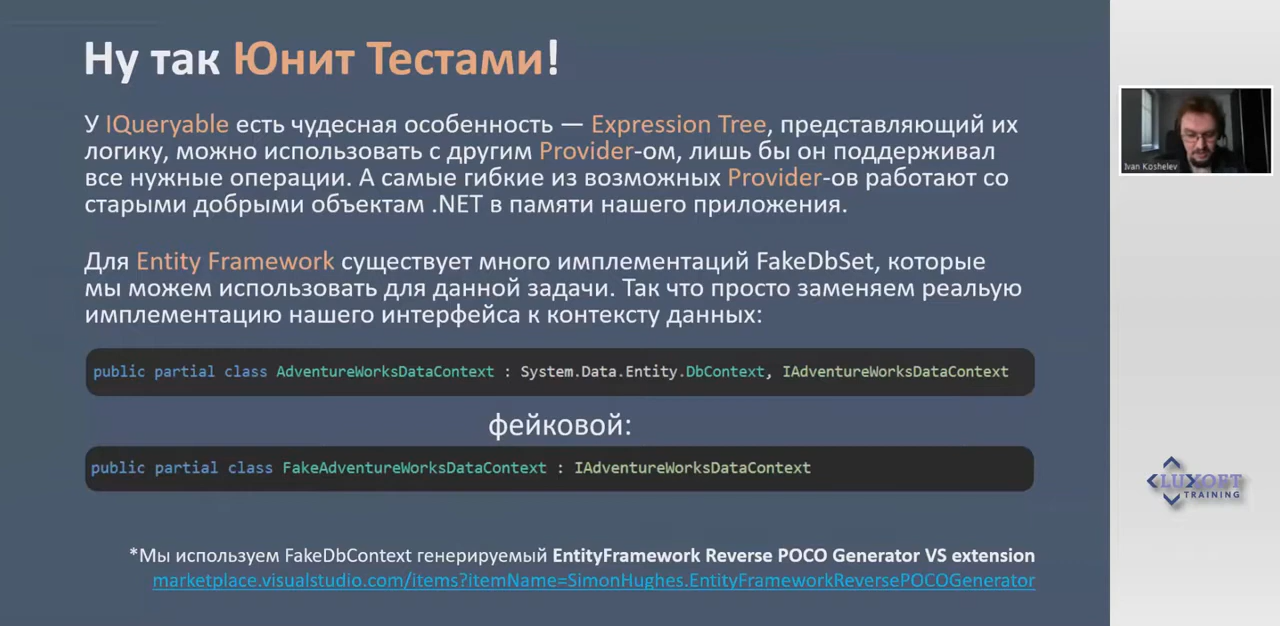 Ну так Юнит Тестами!
У IQueryable есть чудесная особенность — Expression Tree, представляющий их
логику, можно использовать с другим Provider-ом, лишь бы он поддерживал
все нужные операции. А самые гибкие из возможных Provider-ов работают со
старыми добрыми объектам .NET в памяти нашего приложения.
Для Entity Framework существует много имплементаций FakeDbSet, которые
мы можем использовать для данной задачи. Так что просто заменяем реальую
имплементацию нашего интерфейса к контексту данных:
public partial class AdventureWorksDataContext : System.Data.Entity.DbContext, IAdventureWorksDataContext
фейковой:
public partial class FakeAdventureWorksDataContext : IAdventureWorksDataContext
*Мы используем FakeDbContext генерируемый EntityFramework Reverse POCO Generator VS extension
marketplace.visualstudio.com/items?itemName=SimonHughes.EntityFrameworkReversePOCOGenerator
Ivan Koshelev
LUXOFT
TRAINING